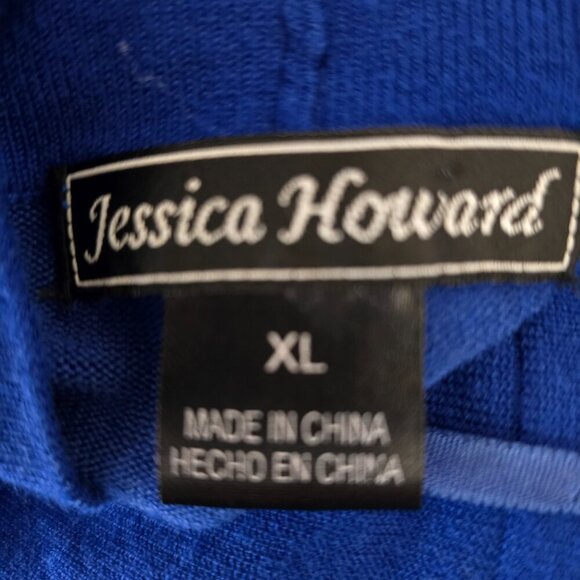 Jessica Howard
XL
MADE IN CHINA
HECHO EN CHINA